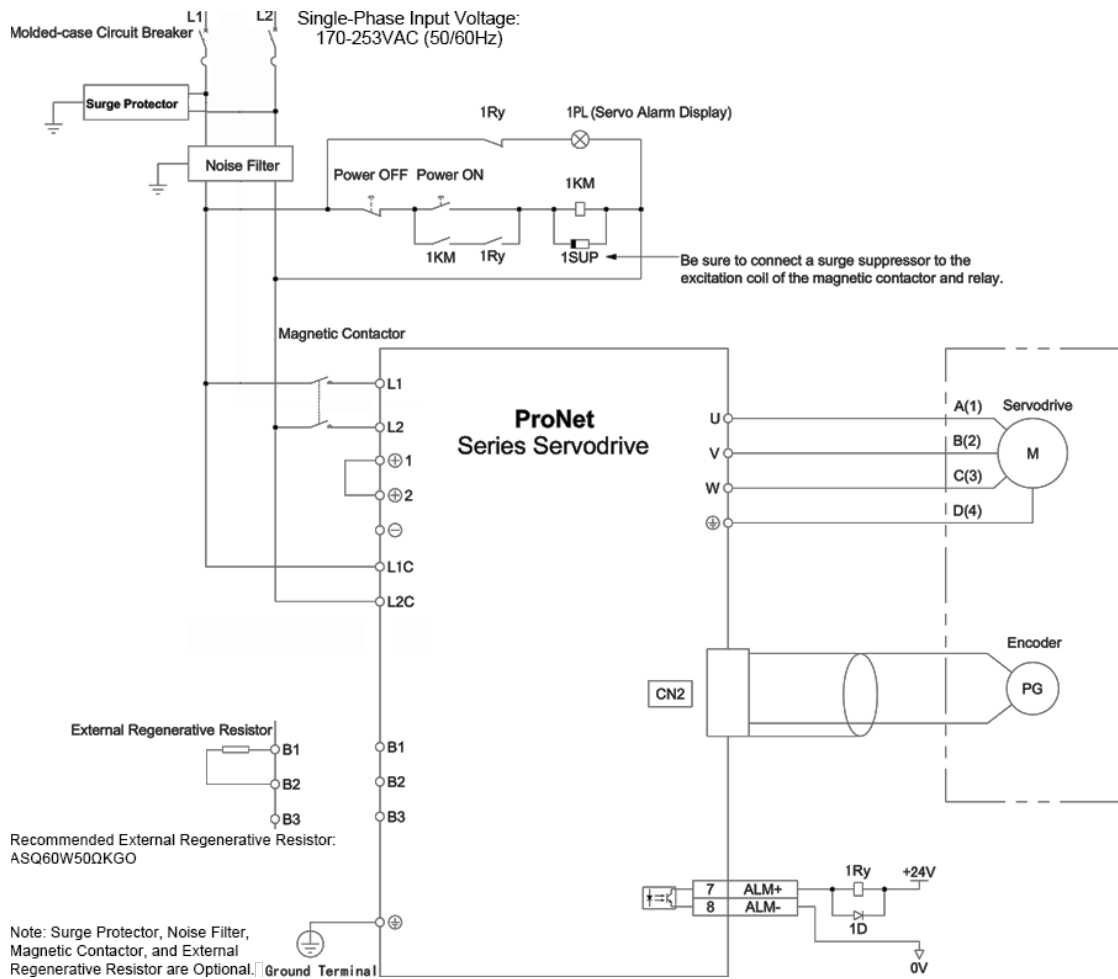 L1
L2
Single-Phase Input Voltage:
170-253VAC (50/60Hz)
Molded-case Circuit Breaker
Surge Protector
1Ry
1PL (Servo Alarm Display)
Noise Filter
Power OFF
Power ON
1KM
1KM
1Ry
1SUP
Be sure to connect a surge suppressor to the
excitation coil of the magnetic contactor and relay.
Magnetic Contactor
L1
L2
⊕1
⊕2
⊖
L1C
L2C
ProNet
Series Servodrive
U
V
W
A(1)
B(2)
C(3)
D(4)
Servodrive
M
Encoder
PG
CN2
External Regenerative Resistor
B1
B2
B3
B1
B2
B3
Recommended External Regenerative Resistor:
ASQ60W50ΩKGO
7 ALM+
8 ALM-
1Ry
+24V
1D
0V
Note: Surge Protector, Noise Filter,
Magnetic Contactor, and External
Regenerative Resistor are Optional.
Ground Terminal